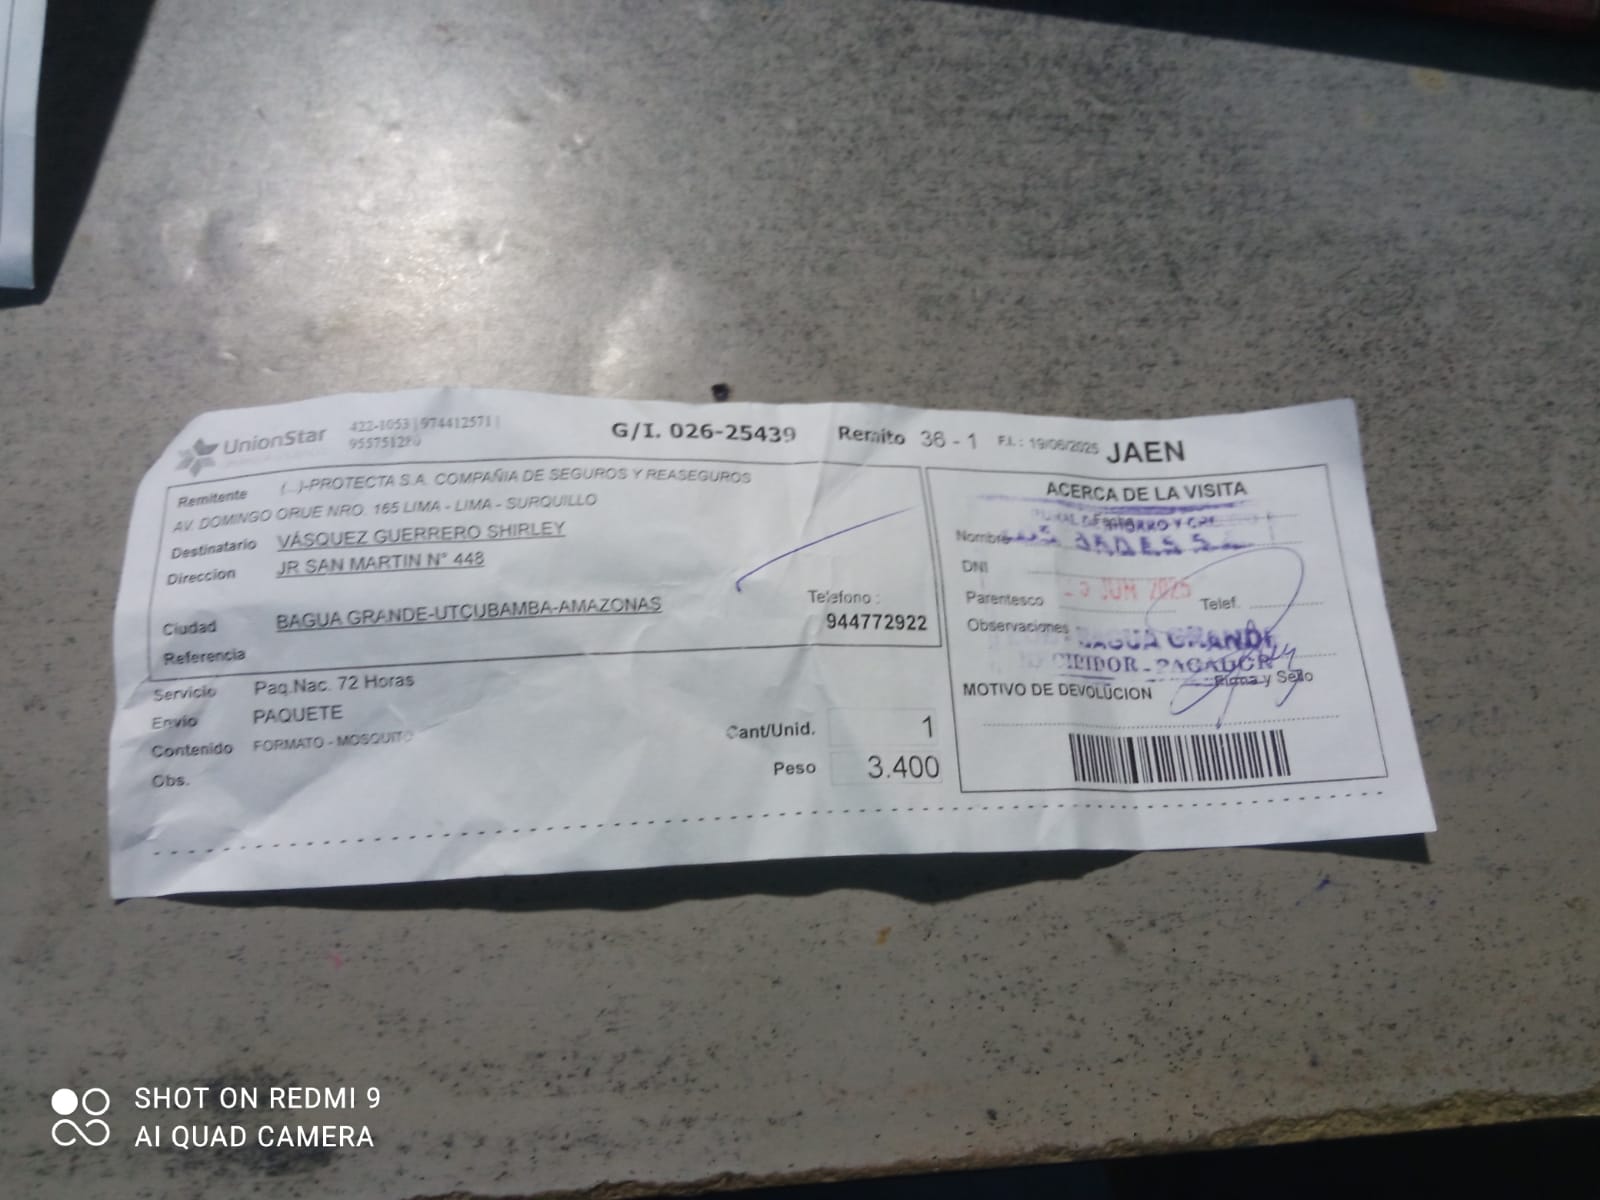 UnionStar 422-1053 | 974412571 |
G/I. 026-25439 Remito 36 - 1 F.I.: 19/06/2025 JAEN
Remitente (...)-PROTECTA S.A. COMPAÑIA DE SEGUROS Y REASEGUROS
AV. DOMINGO ORUE NRO. 165 LIMA - LIMA - SURQUILLO
Destinatario VÁSQUEZ GUERRERO SHIRLEY
Direccion JR SAN MARTIN N° 448
Ciudad BAGUA GRANDE-UTCUBAMBA-AMAZONAS
Telefono :
944772922
Referencia
Servicio Paq.Nac. 72 Horas
Envio PAQUETE
Contenido FORMATO - MOSQUITO
Obs.
Cant/Unid. 1
Peso 3.400
ACERCA DE LA VISITA
Fecha
AHORRO Y
Nombre
DNI
JUN 2025
Parentesco Telef.
Observaciones
BAGUA GRANDE
RECIBIDOR - PAGADOR
Firma y Sello
MOTIVO DE DEVOLUCION
SHOT ON REDMI 9
AI QUAD CAMERA